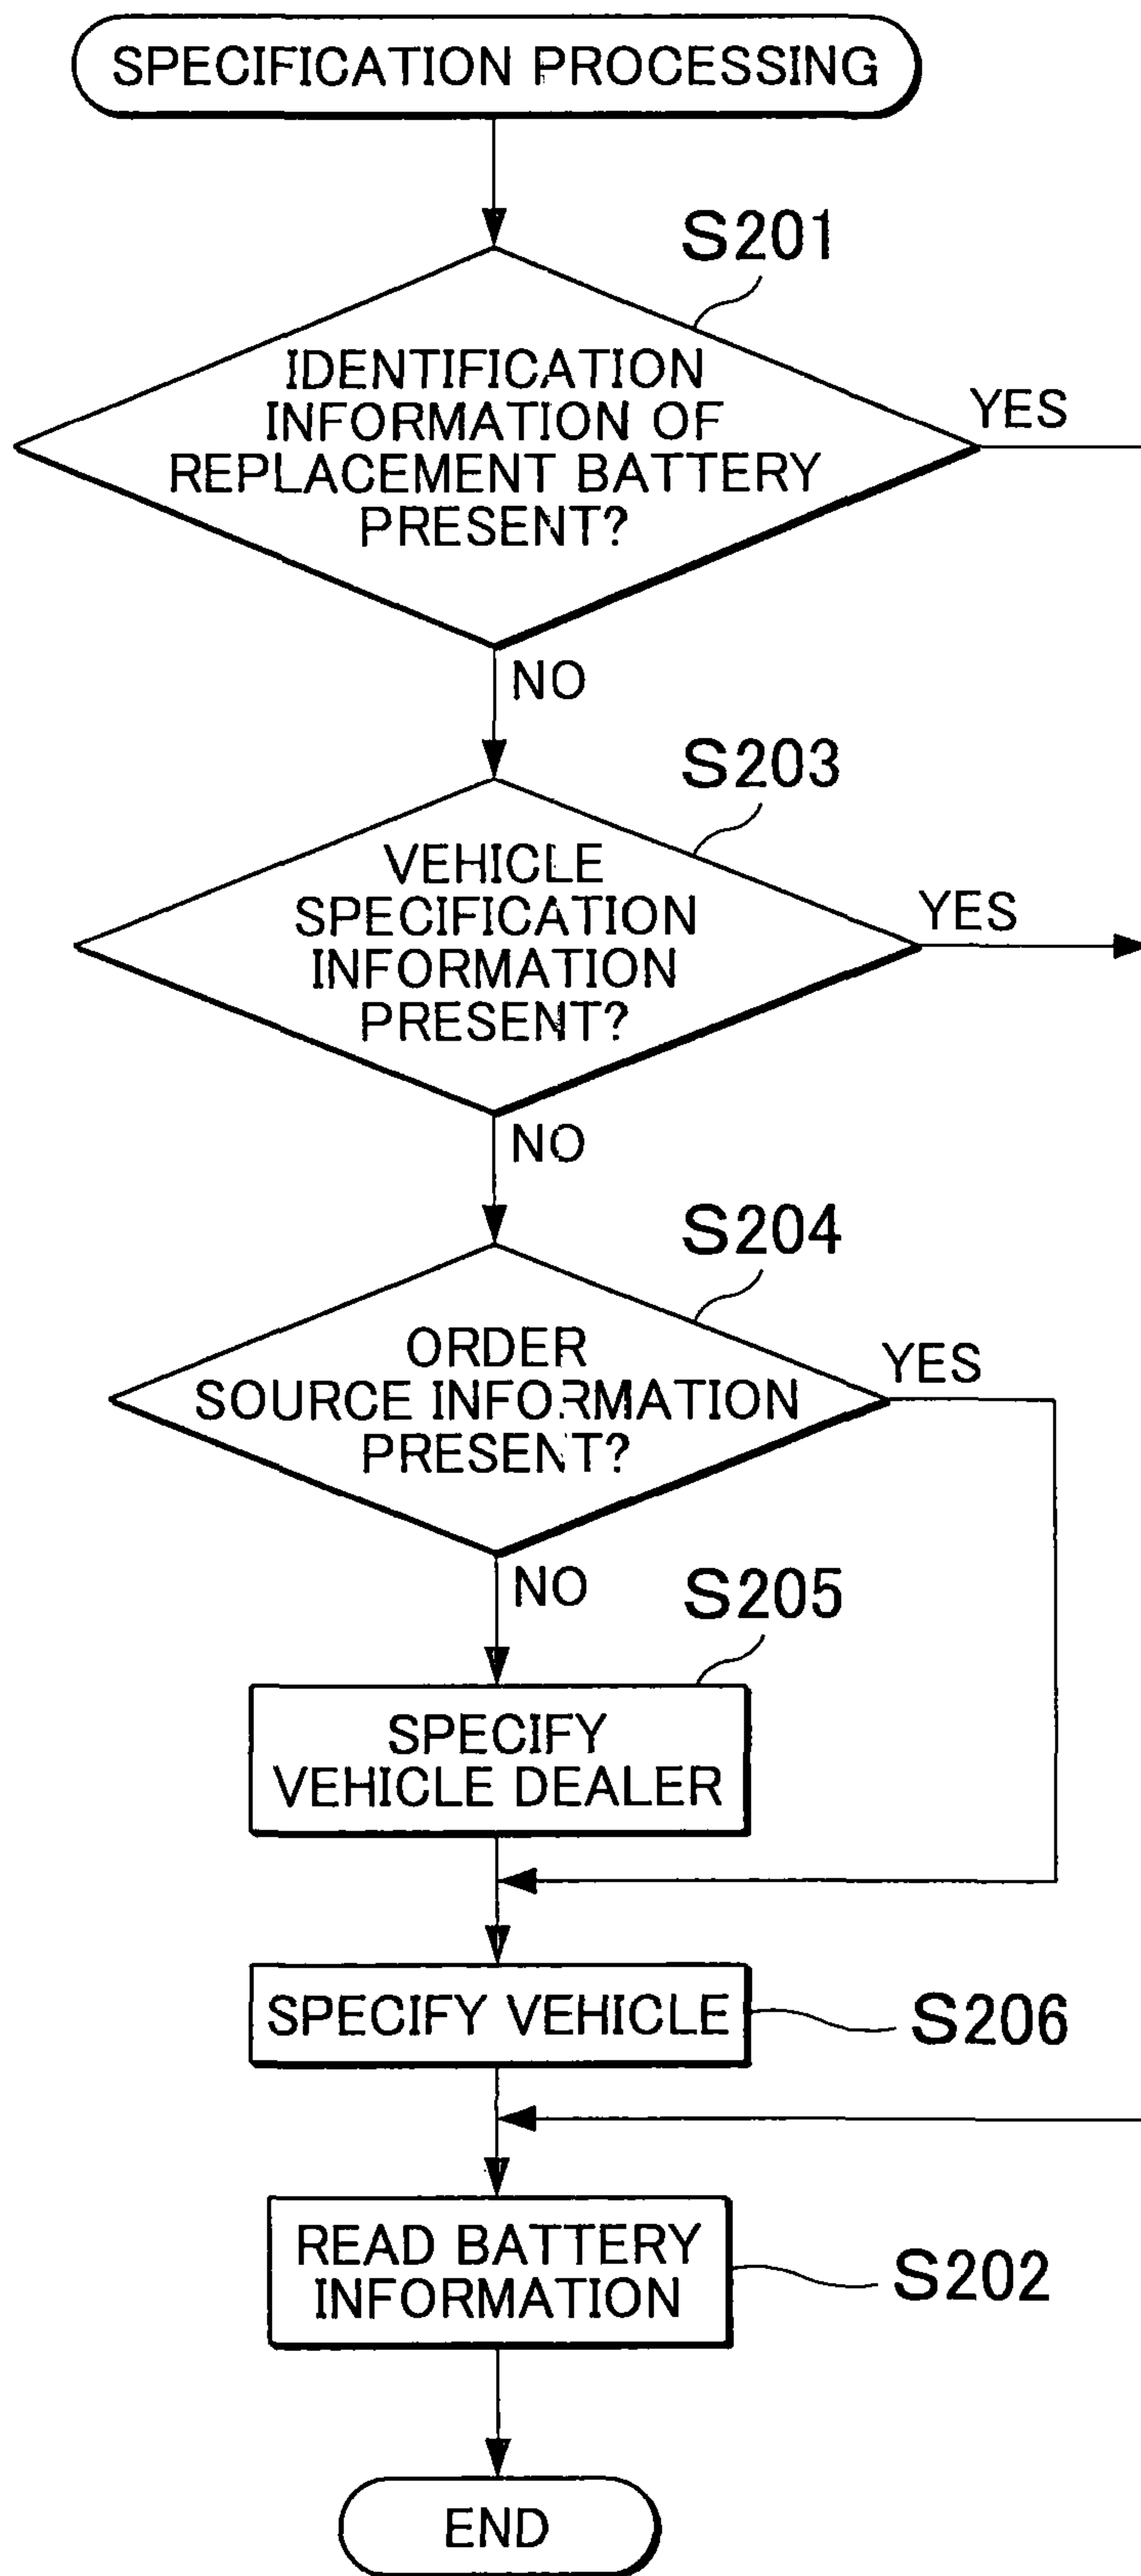 SPECIFICATION PROCESSING
S201
IDENTIFICATION
INFORMATION OF
REPLACEMENT BATTERY
PRESENT?
YES
NO
S203
VEHICLE
SPECIFICATION
INFORMATION
PRESENT?
YES
NO
S204
ORDER
SOURCE INFORMATION
PRESENT?
YES
NO
S205
SPECIFY
VEHICLE DEALER
SPECIFY VEHICLE
S206
READ BATTERY
INFORMATION
S202
END